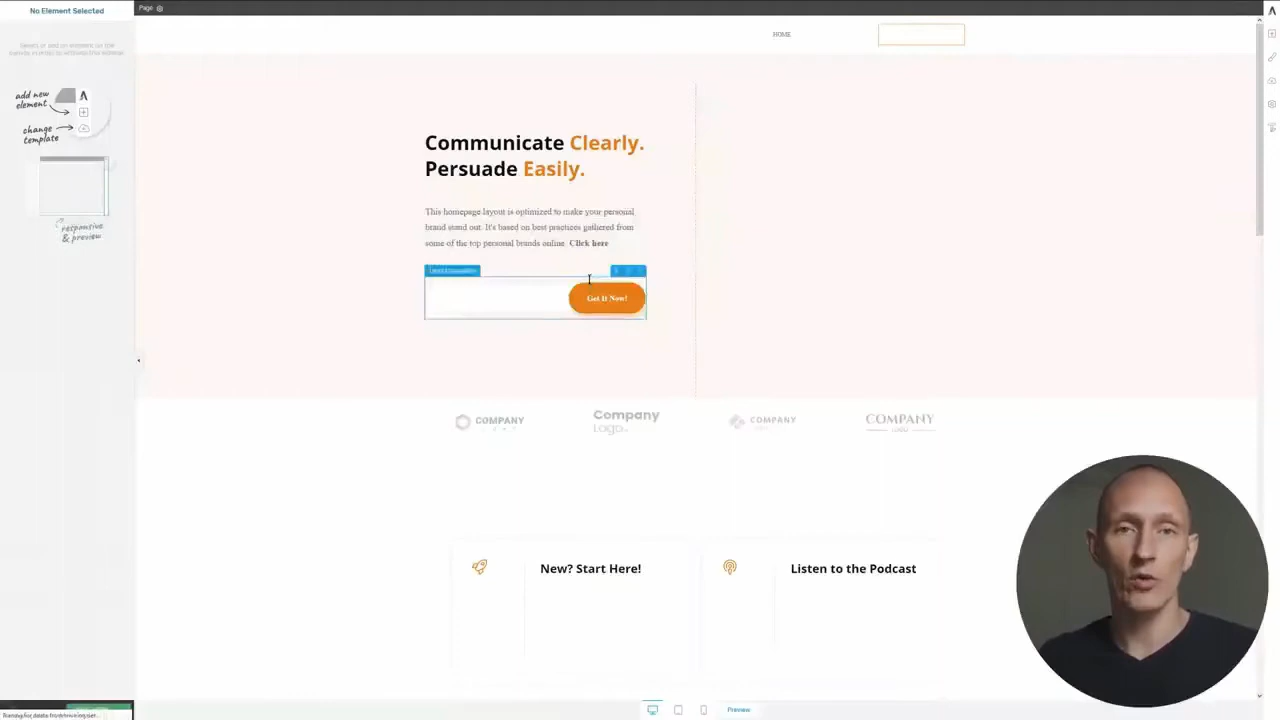 No Element Selected
Page
HOME
add new
element
change
template
responsive
& preview
Communicate Clearly.
Persuade Easily.
This homepage layout is optimized to make your personal
brand stand out. It's based on best practices gathered from
some of the top personal brands online. Click here
Get It Now!
COMPANY
Company
Logo
COMPANY
COMPANY
LOGO
New? Start Here!
Listen to the Podcast
Preview